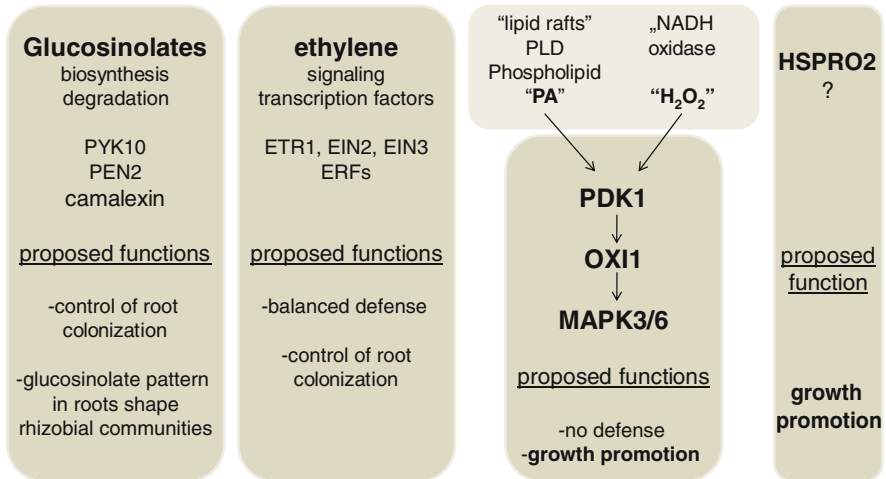 Glucosinolates
biosynthesis
degradation
PYK10
PEN2
camalexin
proposed functions
-control of root
colonization
-glucosinolate pattern
in roots shape
rhizobial communities
ethylene
signaling
transcription factors
ETR1, EIN2, EIN3
ERFs
proposed functions
-balanced defense
-control of root
colonization
“lipid rafts”
PLD
Phospholipid
“PA”
„NADH
oxidase
“H₂O₂”
PDK1
OXI1
MAPK3/6
proposed functions
-no defense
-growth promotion
HSPRO2
?
proposed
function
growth
promotion